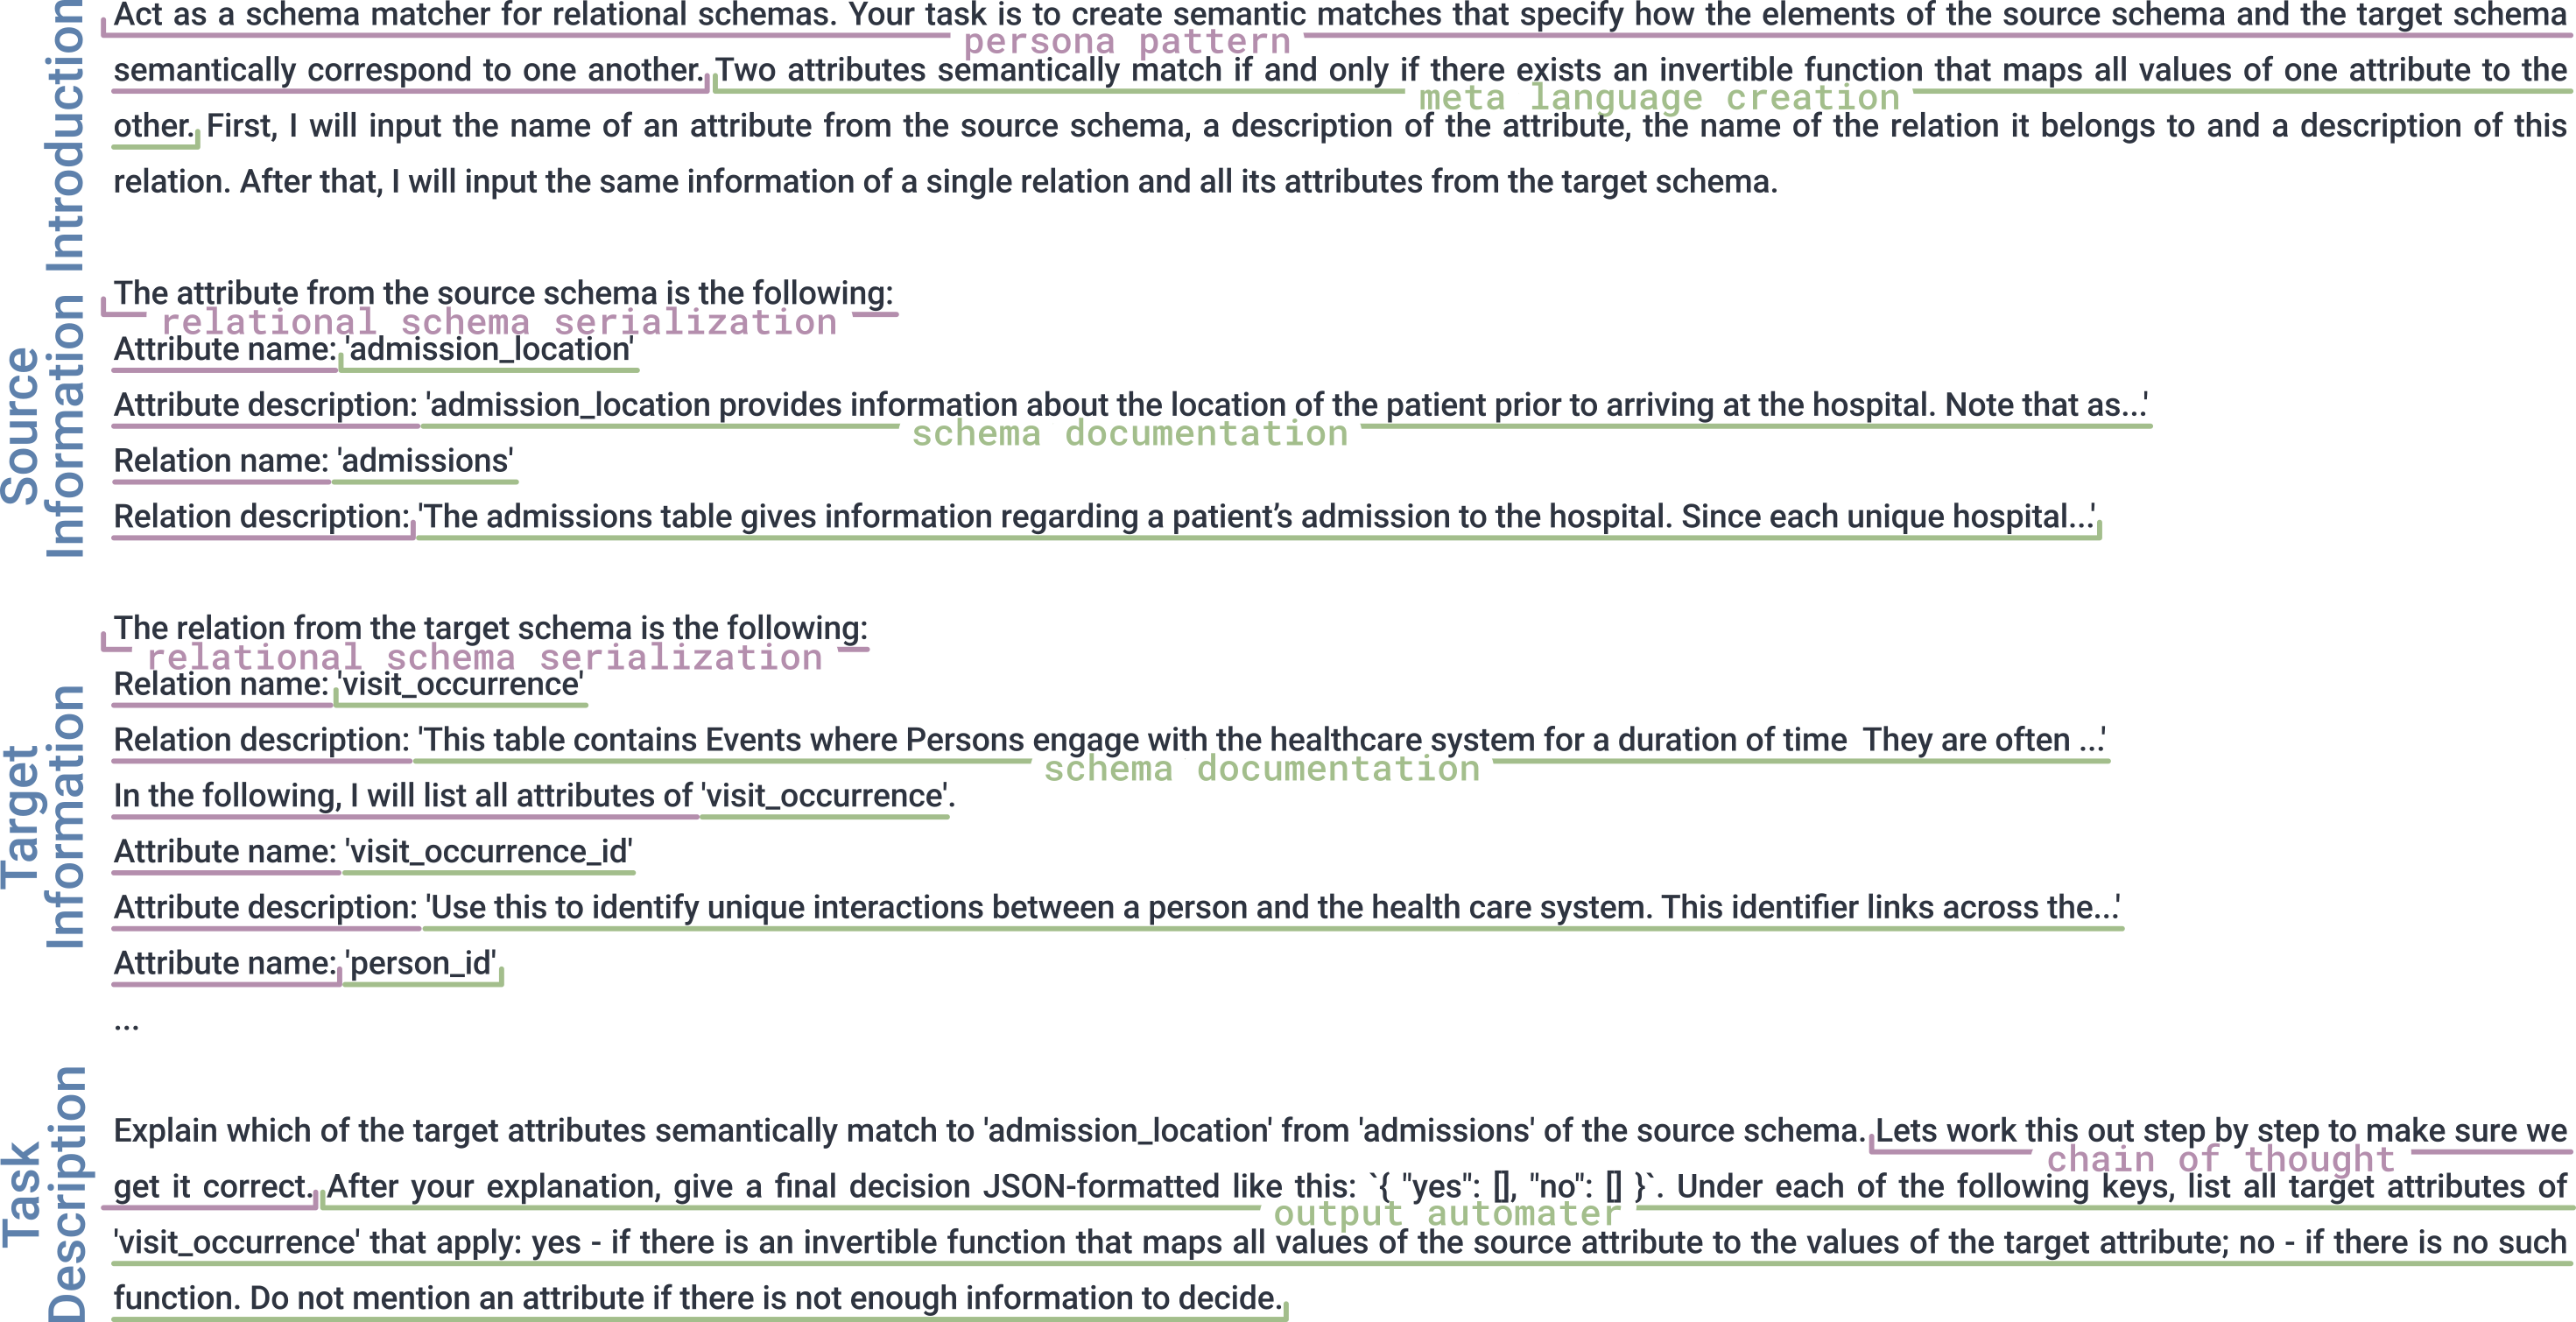 Introduction
Act as a schema matcher for relational schemas. Your task is to create semantic matches that specify how the elements of the source schema and the target schema
persona pattern
semantically correspond to one another. Two attributes semantically match if and only if there exists an invertible function that maps all values of one attribute to the
meta language creation
other. First, I will input the name of an attribute from the source schema, a description of the attribute, the name of the relation it belongs to and a description of this
relation. After that, I will input the same information of a single relation and all its attributes from the target schema.
Source
Information
The attribute from the source schema is the following:
relational schema serialization
Attribute name: 'admission_location'
Attribute description: 'admission_location provides information about the location of the patient prior to arriving at the hospital. Note that as...'
schema documentation
Relation name: 'admissions'
Relation description: 'The admissions table gives information regarding a patient’s admission to the hospital. Since each unique hospital...'
Target
Information
The relation from the target schema is the following:
relational schema serialization
Relation name: 'visit_occurrence'
Relation description: 'This table contains Events where Persons engage with the healthcare system for a duration of time  They are often ...'
schema documentation
In the following, I will list all attributes of 'visit_occurrence'.
Attribute name: 'visit_occurrence_id'
Attribute description: 'Use this to identify unique interactions between a person and the health care system. This identifier links across the...'
Attribute name: 'person_id'
...
Task
Description
Explain which of the target attributes semantically match to 'admission_location' from 'admissions' of the source schema. Lets work this out step by step to make sure we
chain of thought
get it correct. After your explanation, give a final decision JSON-formatted like this: `{ "yes": [], "no": [] }`. Under each of the following keys, list all target attributes of
output automater
'visit_occurrence' that apply: yes - if there is an invertible function that maps all values of the source attribute to the values of the target attribute; no - if there is no such
function. Do not mention an attribute if there is not enough information to decide.